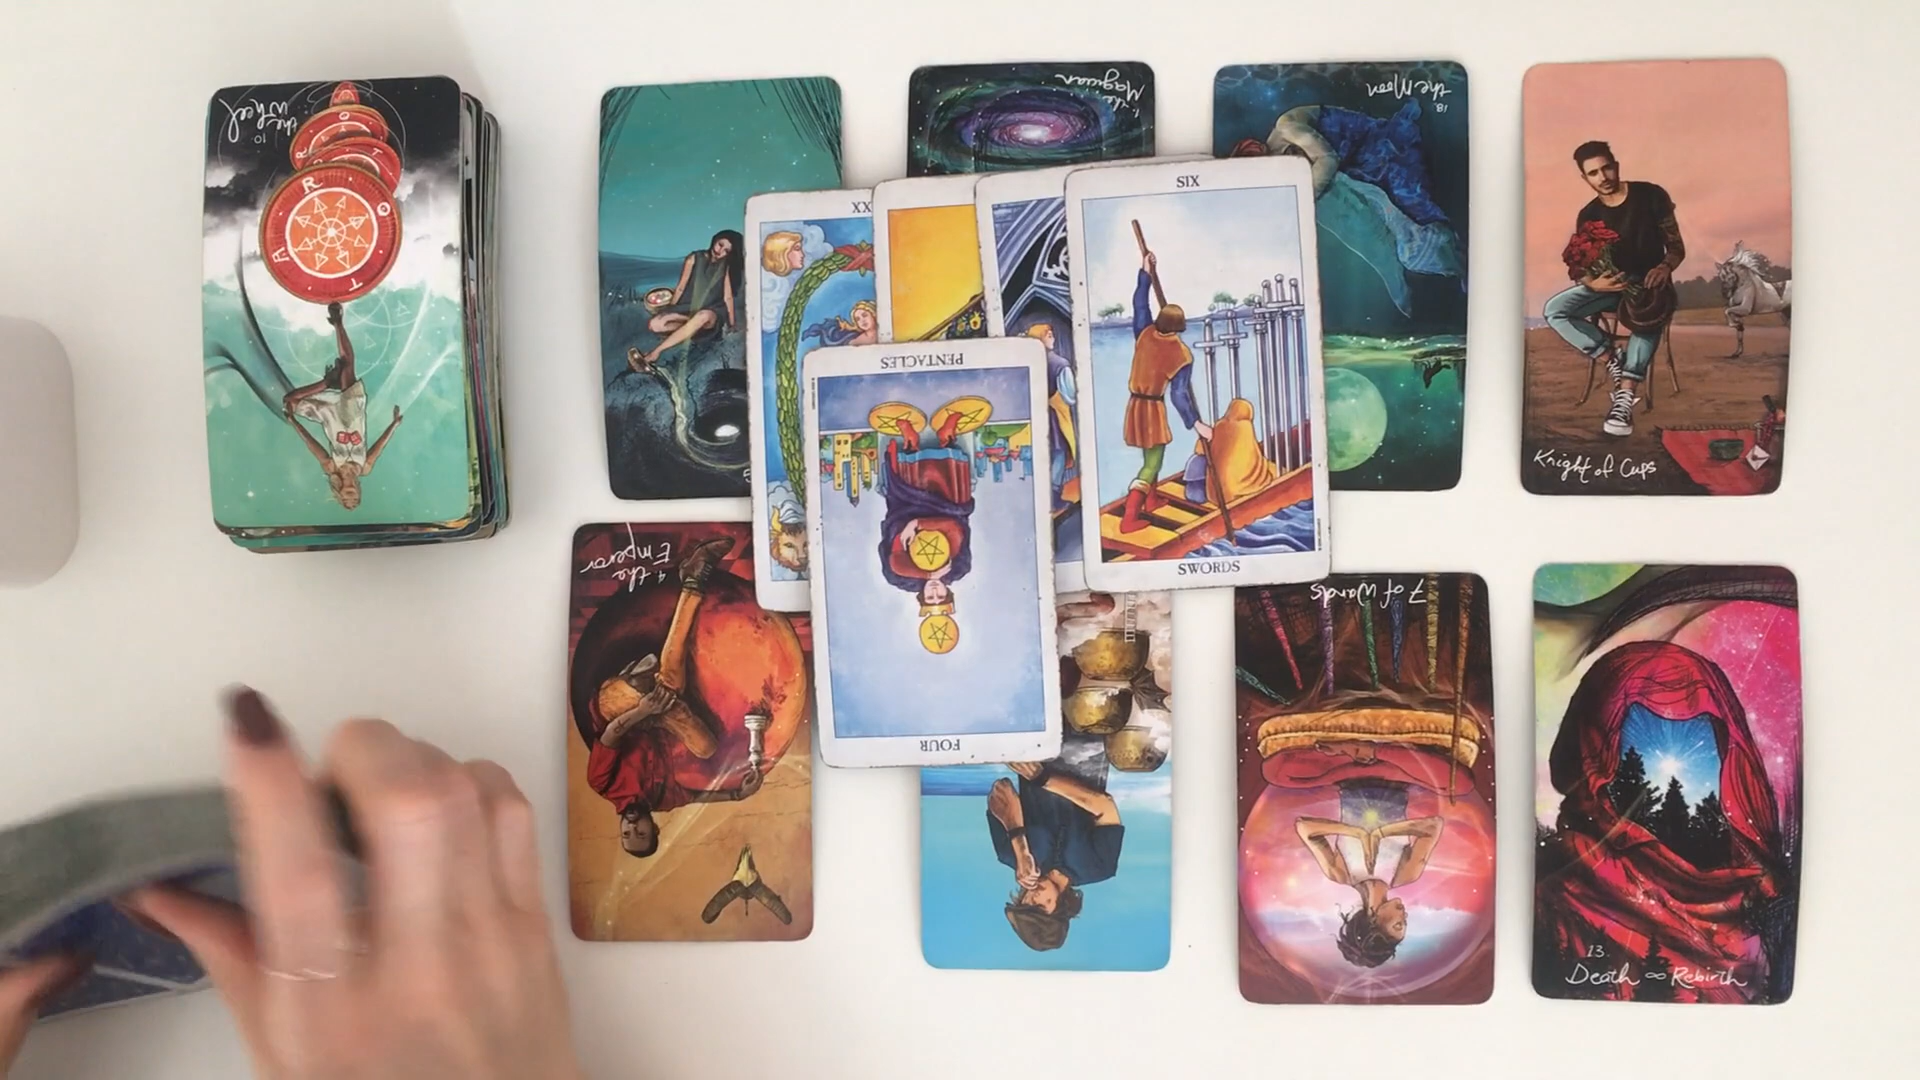 10
the
Wheel
T
A
R
O
1. the
Magician
18.
the Moon
Knight of Cups
XX
SIX
SWORDS
PENTACLES
FOUR
4 the
Emperor
7 of Wands
13.
Death ∞ Rebirth